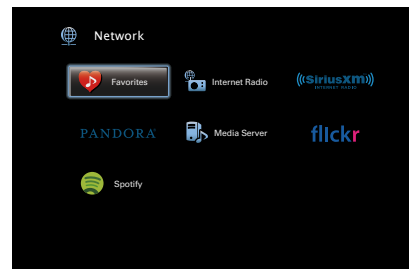 Network
Favorites
Internet Radio
((SiriusXM))
INTERNET RADIO
PANDORA
Media Server
flickr
Spotify